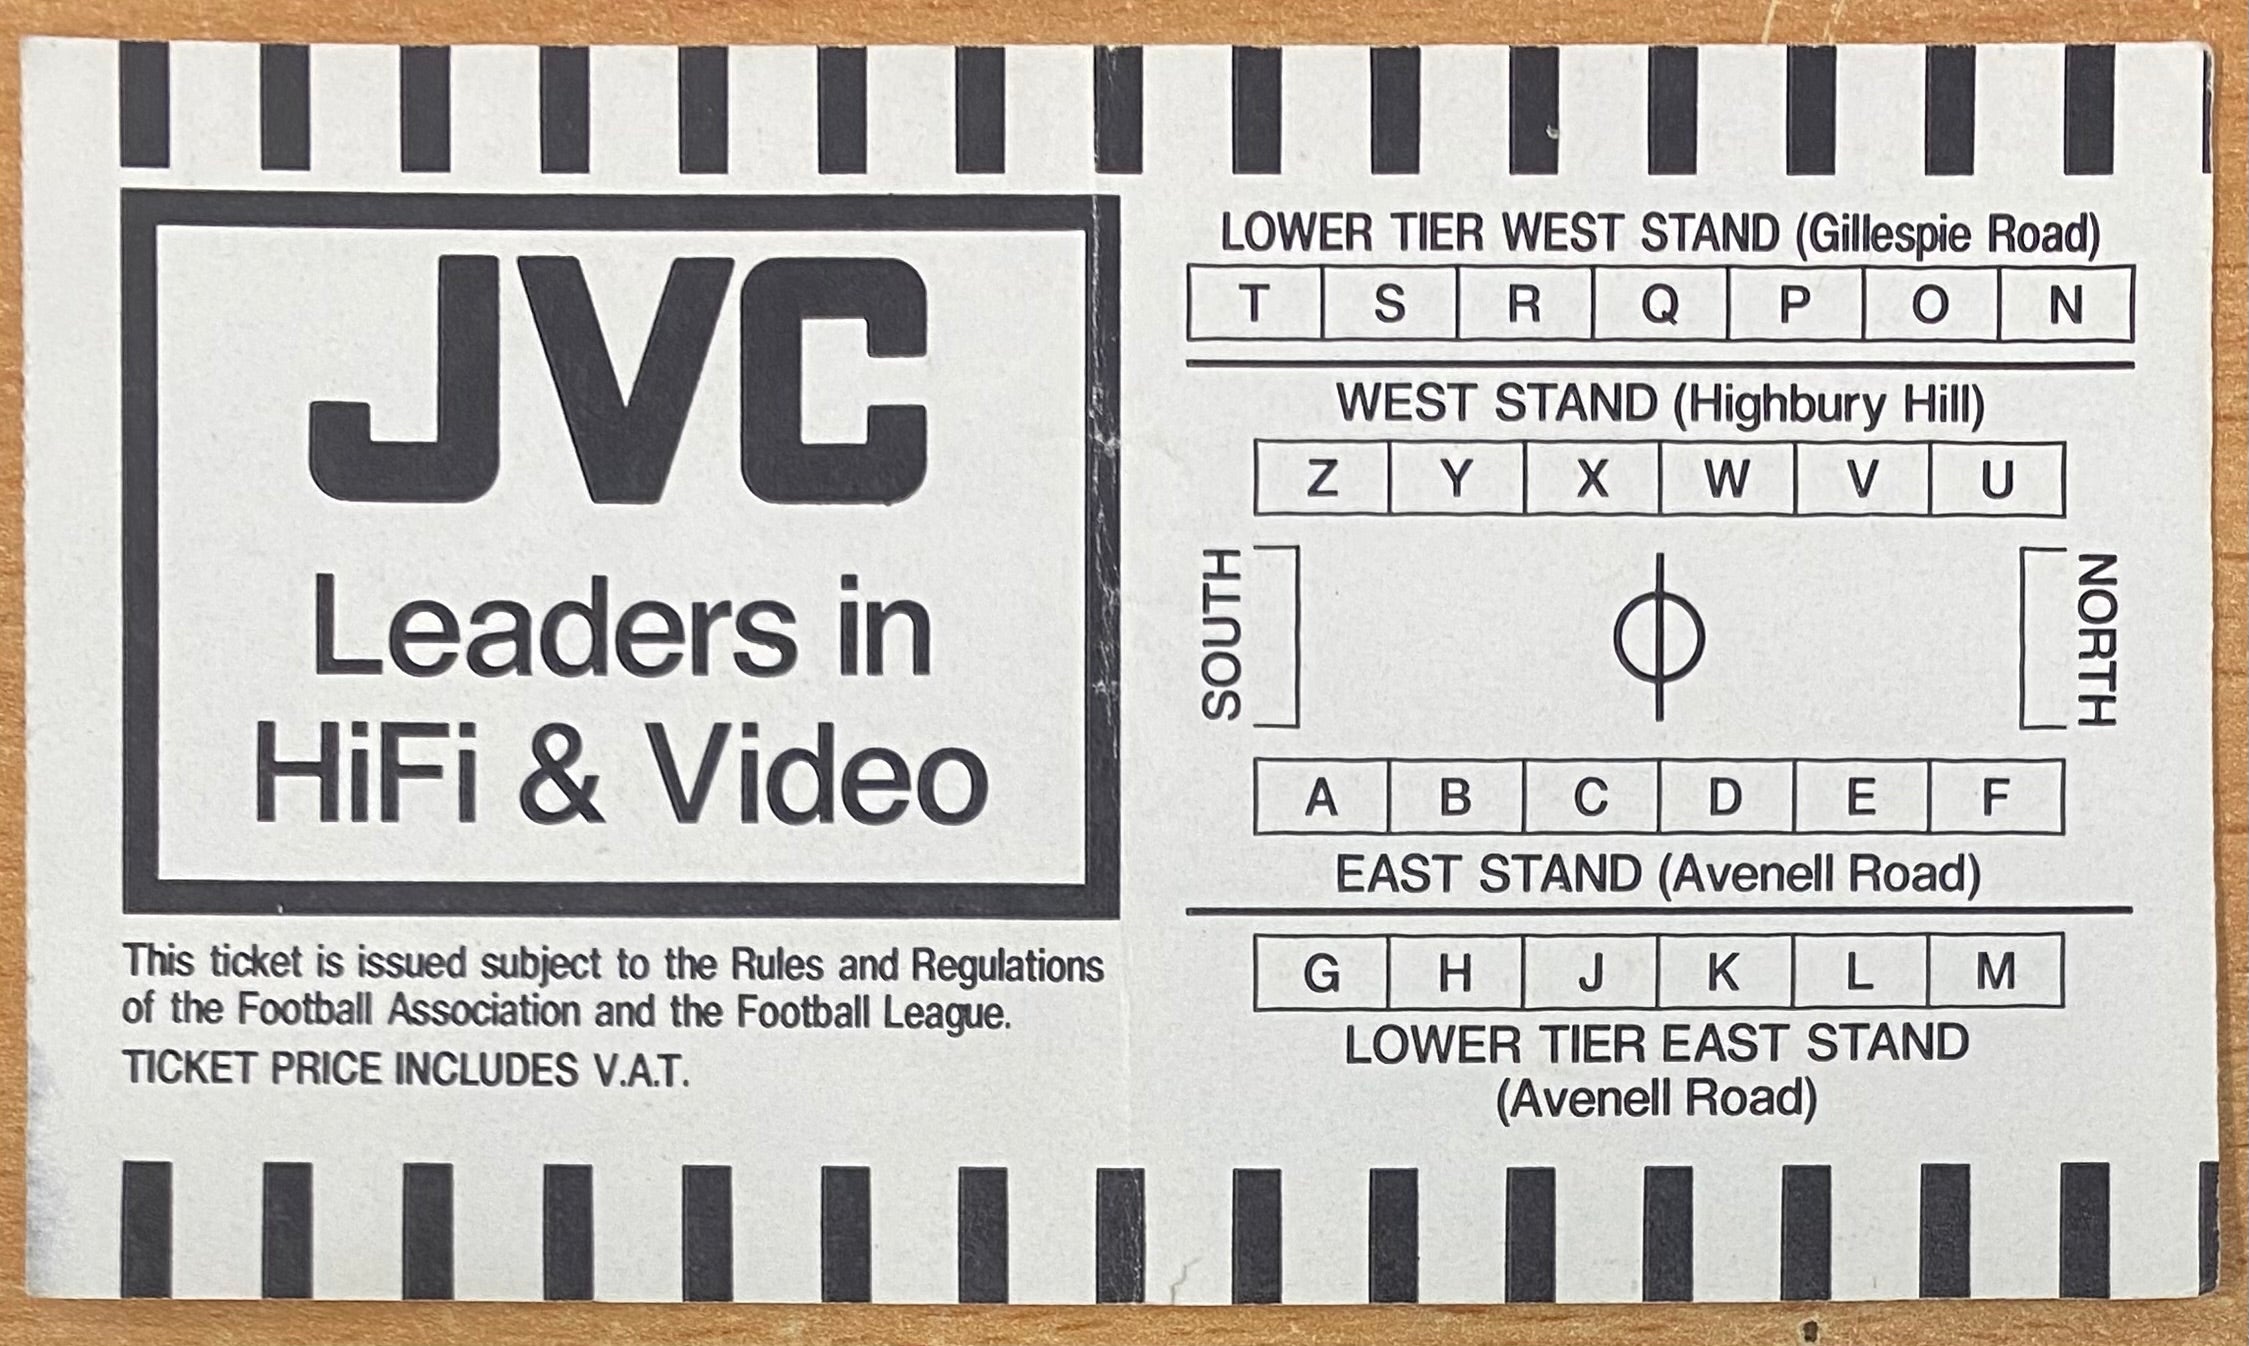 JVC
Leaders in
HiFi & Video
This ticket is issued subject to the Rules and Regulations
of the Football Association and the Football League.
TICKET PRICE INCLUDES V.A.T.
LOWER TIER WEST STAND (Gillespie Road)
T S R Q P O N
WEST STAND (Highbury Hill)
Z Y X W V U
SOUTH
NORTH
A B C D E F
EAST STAND (Avenell Road)
G H J K L M
LOWER TIER EAST STAND
(Avenell Road)